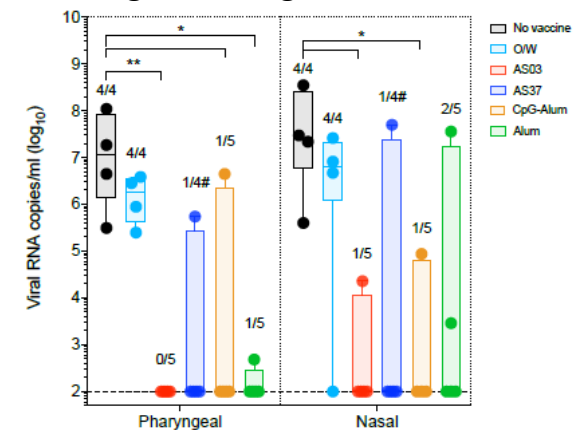 10
9
8
7
6
5
4
3
2
Viral RNA copies/ml (log10)
*
**
4/4
4/4
0/5
1/4#
1/5
1/5
*
4/4
4/4
1/5
1/4#
1/5
2/5
Pharyngeal
Nasal
No vaccine
O/W
AS03
AS37
CpG-Alum
Alum